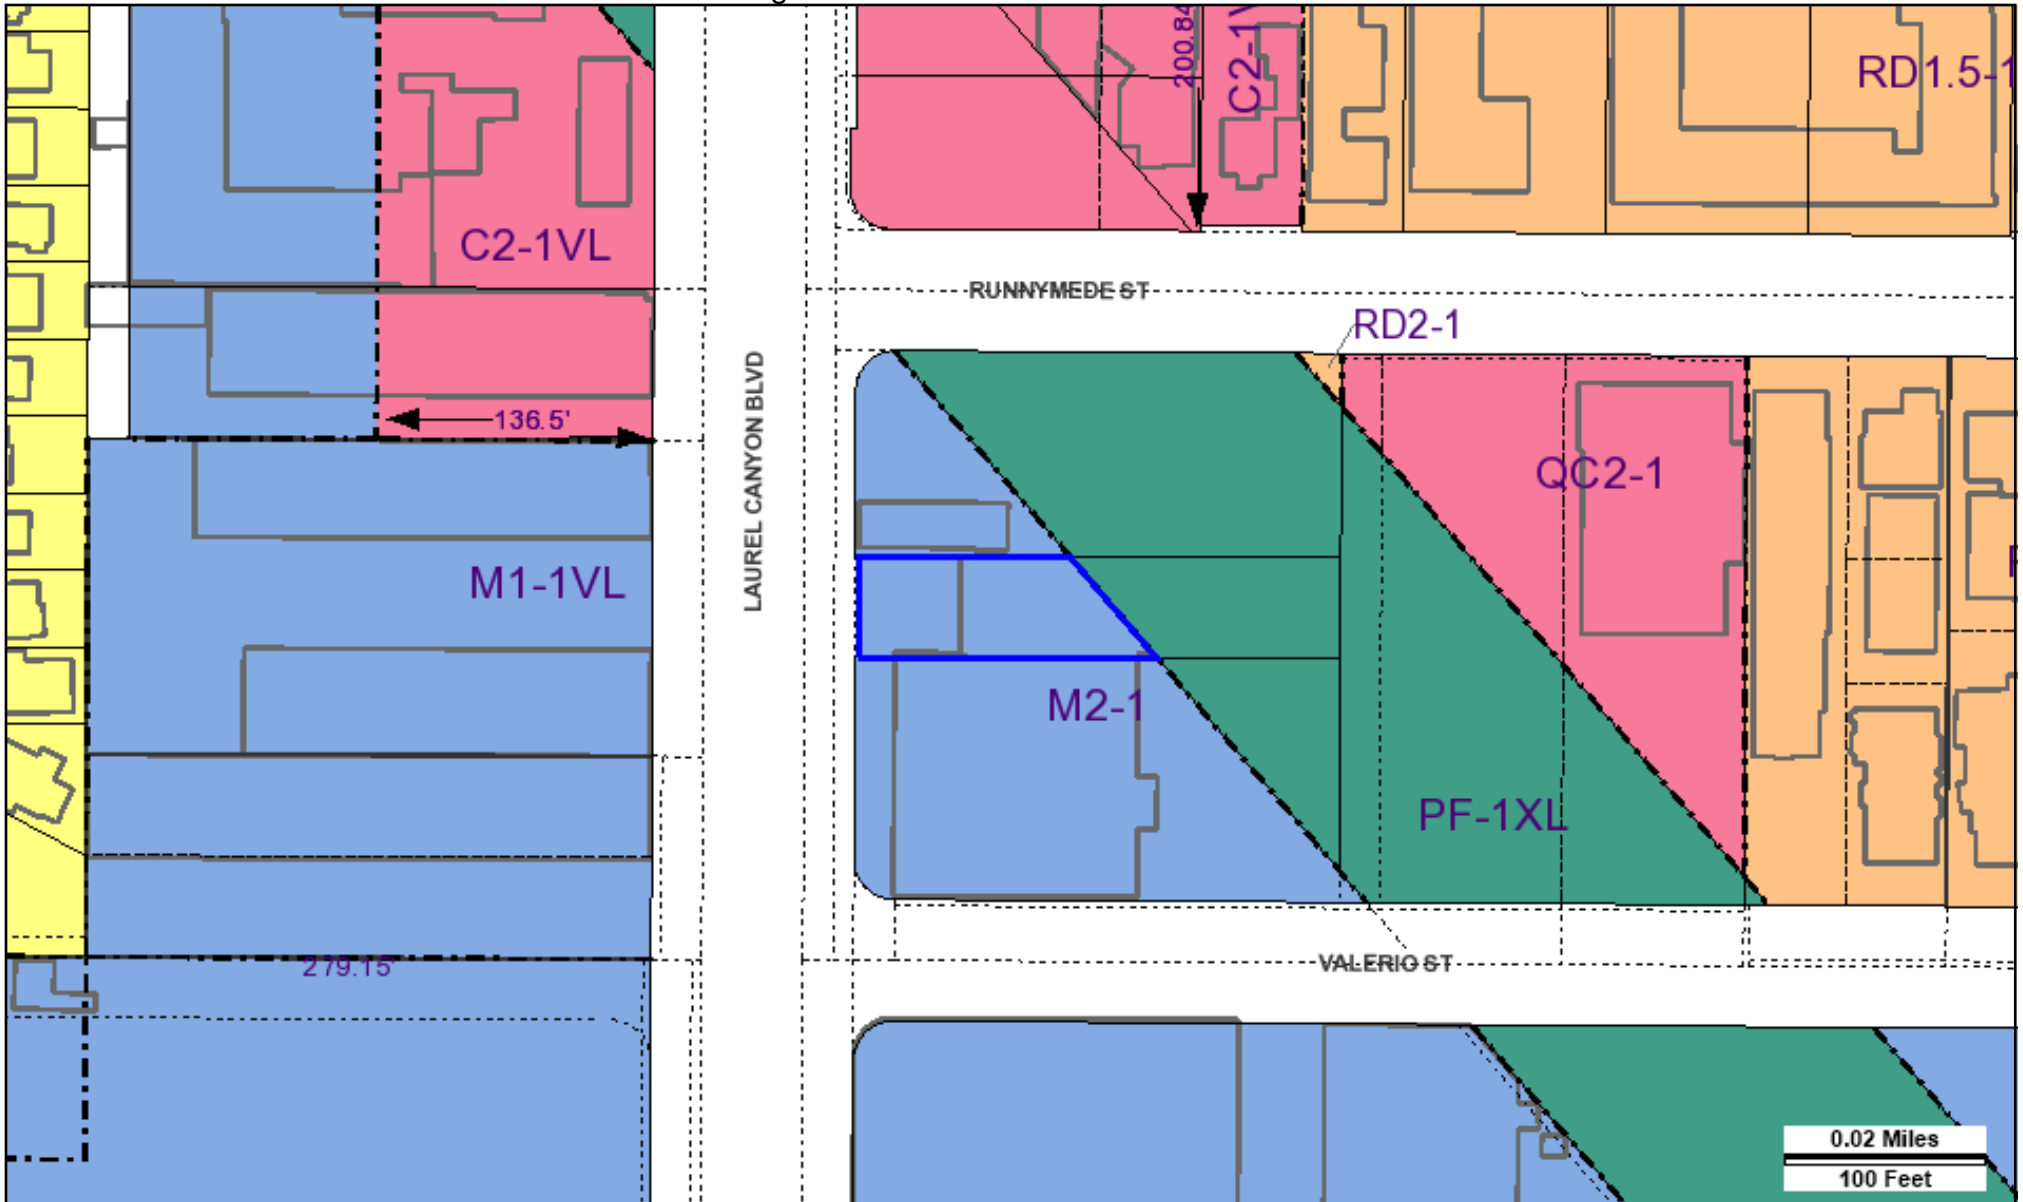 200.84
C2-1V
RD1.5-1
C2-1VL
RUNNYMEDE ST
RD2-1
136.5'
LAUREL CANYON BLVD
QC2-1
M1-1VL
M2-1
PF-1XL
279.15'
VALERIO ST
0.02 Miles
100 Feet